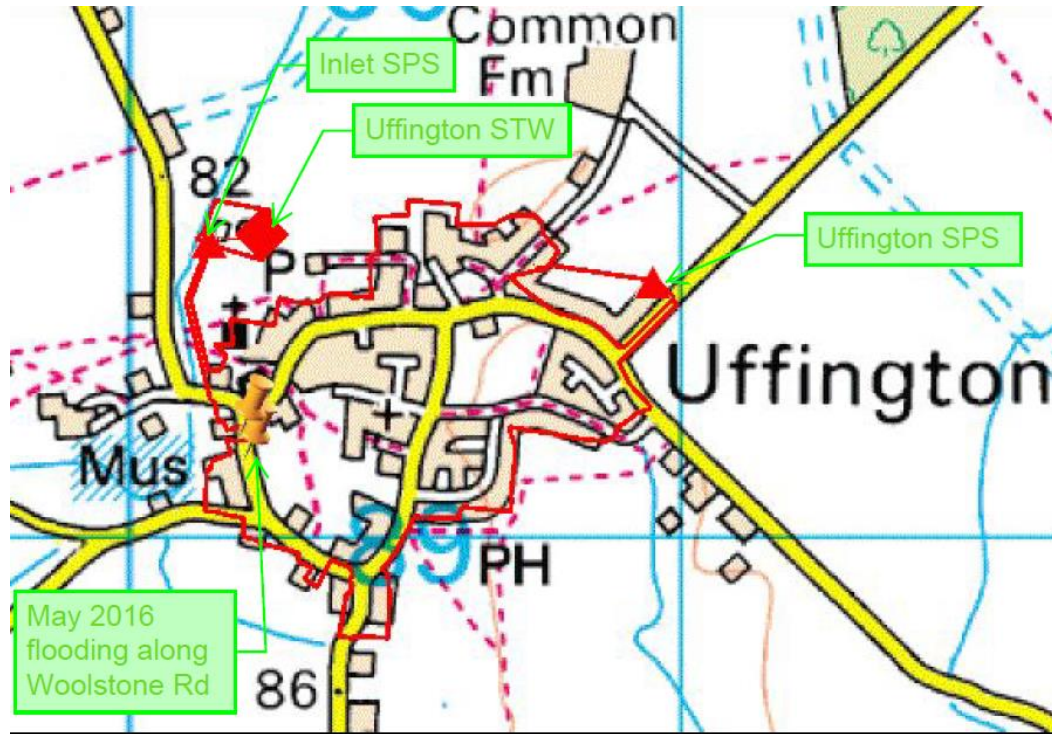 Common
Fm
Inlet SPS
Uffington STW
82
P
Uffington SPS
Uffington
Mus
89
PH
May 2016
flooding along
Woolstone Rd
86